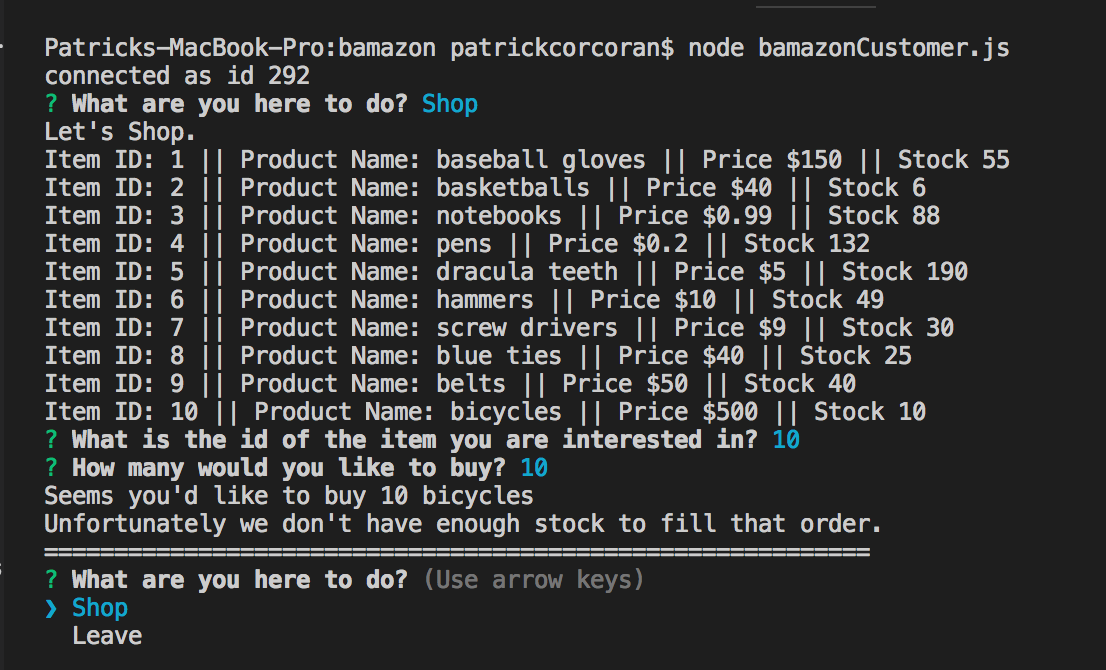 Patricks-MacBook-Pro:bamazon patrickcorcoran$ node bamazonCustomer.js
connected as id 292
? What are you here to do? Shop
Let's Shop.
Item ID: 1 || Product Name: baseball gloves || Price $150 || Stock 55
Item ID: 2 || Product Name: basketballs || Price $40 || Stock 6
Item ID: 3 || Product Name: notebooks || Price $0.99 || Stock 88
Item ID: 4 || Product Name: pens || Price $0.2 || Stock 132
Item ID: 5 || Product Name: dracula teeth || Price $5 || Stock 190
Item ID: 6 || Product Name: hammers || Price $10 || Stock 49
Item ID: 7 || Product Name: screw drivers || Price $9 || Stock 30
Item ID: 8 || Product Name: blue ties || Price $40 || Stock 25
Item ID: 9 || Product Name: belts || Price $50 || Stock 40
Item ID: 10 || Product Name: bicycles || Price $500 || Stock 10
? What is the id of the item you are interested in? 10
? How many would you like to buy? 10
Seems you'd like to buy 10 bicycles
Unfortunately we don't have enough stock to fill that order.
===========================================================
? What are you here to do? (Use arrow keys)
❯ Shop
Leave